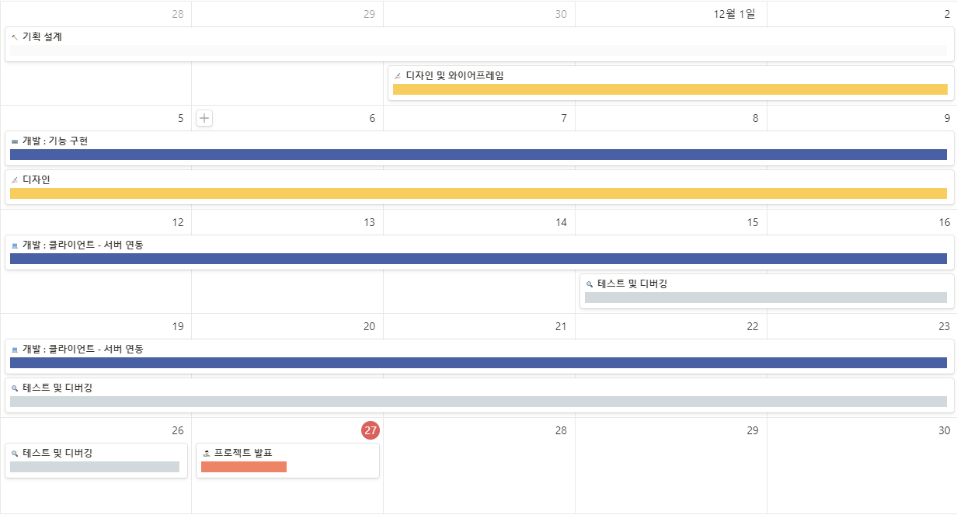 28 29 30 12월 1일 2
기획 설계
디자인 및 와이어프레임
5 6 7 8 9
개발 : 기능 구현
디자인
12 13 14 15 16
개발 : 클라이언트 - 서버 연동
테스트 및 디버깅
19 20 21 22 23
개발 : 클라이언트 - 서버 연동
테스트 및 디버깅
26 27 28 29 30
테스트 및 디버깅 프로젝트 발표